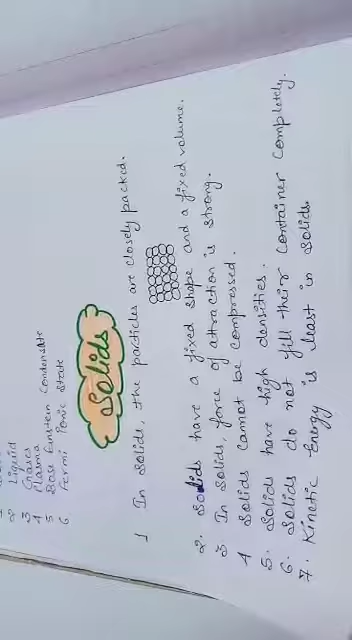 2 Liquid
3 Gases
4 Plasma
5 Bose Einstein Condensate
6. Fermi Ionic State
Solids
1 In Solids, the particles are closely packed.
2. Solids have a fixed shape and a fixed volume.
3 In Solids, force of attraction is strong.
4 Solids cannot be compressed.
5. Solids have high densities.
6. Solids do not fill their Container Completely.
7. Kinetic Energy is least in Solids.